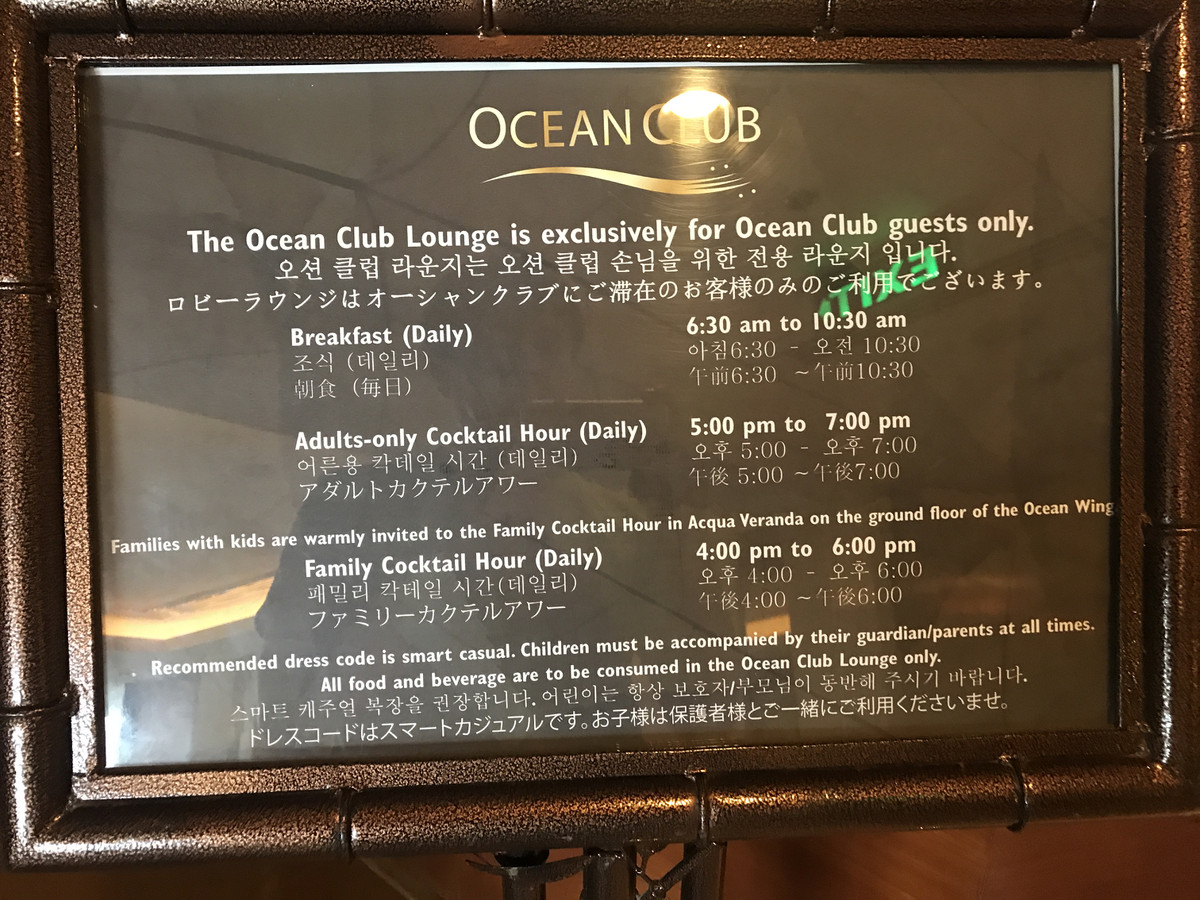 OCEAN CLUB
The Ocean Club Lounge is exclusively for Ocean Club guests only.
오션 클럽 라운지는 오션 클럽 손님을 위한 전용 라운지 입니다.
ロビーラウンジはオーシャンクラブにご滞在のお客様のみのご利用でございます。
EXIT
Breakfast (Daily) 6:30 am to 10:30 am
조식 (데일리) 아침6:30 - 오전 10:30
朝食 (毎日) 午前6:30 ~午前10:30
Adults-only Cocktail Hour (Daily) 5:00 pm to 7:00 pm
어른용 칵데일 시간 (데일리) 오후 5:00 - 오후 7:00
アダルトカクテルアワー 午後 5:00 ~午後7:00
Families with kids are warmly invited to the Family Cocktail Hour in Acqua Veranda on the ground floor of the Ocean Wing
Family Cocktail Hour (Daily) 4:00 pm to 6:00 pm
패밀리 칵테일 시간(데일리) 오후 4:00 - 오후 6:00
ファミリーカクテルアワー 午後4:00 ~午後6:00
Recommended dress code is smart casual. Children must be accompanied by their guardian/parents at all times.
All food and beverage are to be consumed in the Ocean Club Lounge only.
스마트 캐주얼 복장을 권장합니다. 어린이는 항상 보호자/부모님이 동반해 주시기 바랍니다.
ドレスコードはスマートカジュアルです。お子様は保護者様とご一緒にご利用くださいませ。